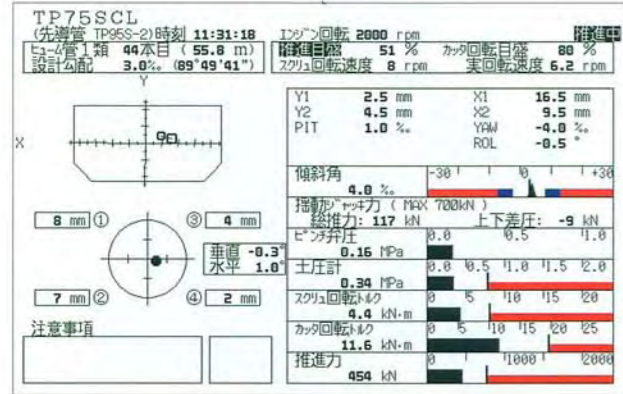 TP75SCL
(先導管 TP95S-2)時刻 11:31:18
エンジン回転 2000 rpm
推進中
ヒューム管1類 44本目 ( 55.8 m)
設計勾配 3.0‰ (89°49'41")
推進目盛 51 %
カッタ回転目盛 80 %
スクリュ回転速度 8 rpm
実回転速度 6.2 rpm
Y
X
Y1 2.5 mm
X1 16.5 mm
Y2 4.5 mm
X2 9.5 mm
PIT 1.0 ‰
YAW -4.0 ‰
ROL -0.5 °
傾斜角
4.0 ‰
-30 0 +30
揺動ジャッキ力 ( MAX 700kN )
総推力: 117 kN
上下差圧: -9 kN
ピンチ弁圧
0.16 MPa
0.0 0.5 1.0
土圧計
0.34 MPa
0.0 0.5 1.0 1.5 2.0
スクリュ回転トルク
4.4 kN·m
0 5 10 15 20
カッタ回転トルク
11.6 kN·m
0 5 10 15 20 25
推進力
454 kN
0 1000 2000
8 mm ①
③ 4 mm
垂直 -0.3°
水平 1.0°
7 mm ②
④ 2 mm
注意事項